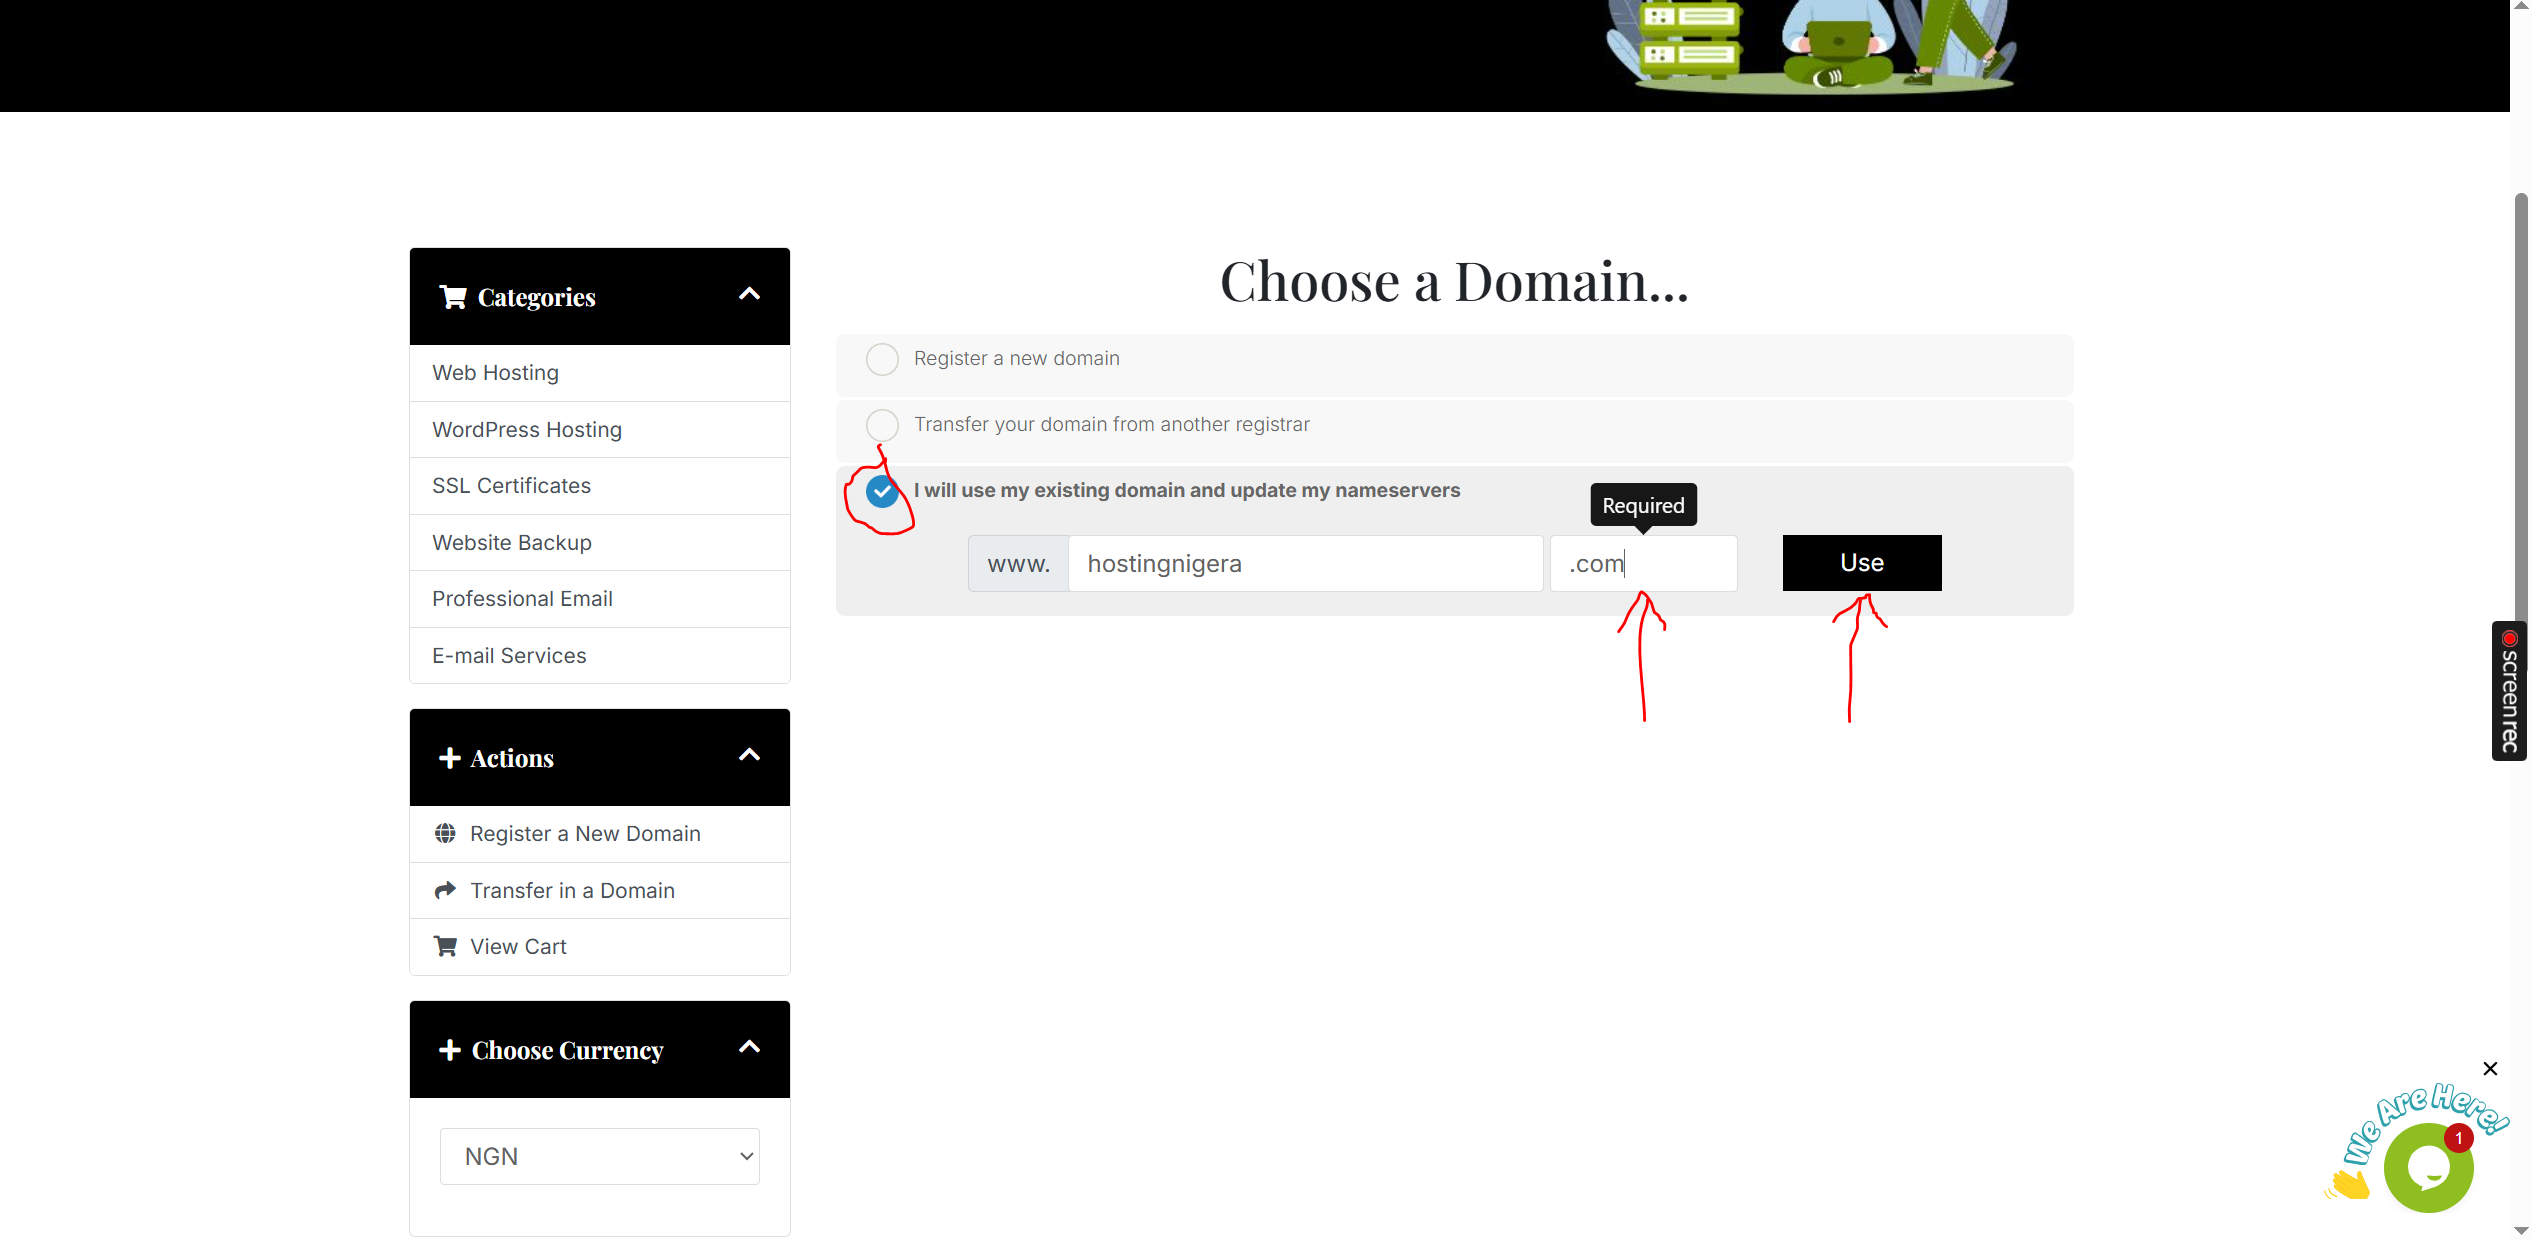 Categories
Web Hosting
WordPress Hosting
SSL Certificates
Website Backup
Professional Email
E-mail Services
Actions
Register a New Domain
Transfer in a Domain
View Cart
Choose Currency
NGN
Choose a Domain...
Register a new domain
Transfer your domain from another registrar
I will use my existing domain and update my nameservers
Required
www. hostingnigera .com Use
screenrec
We Are Here!
1